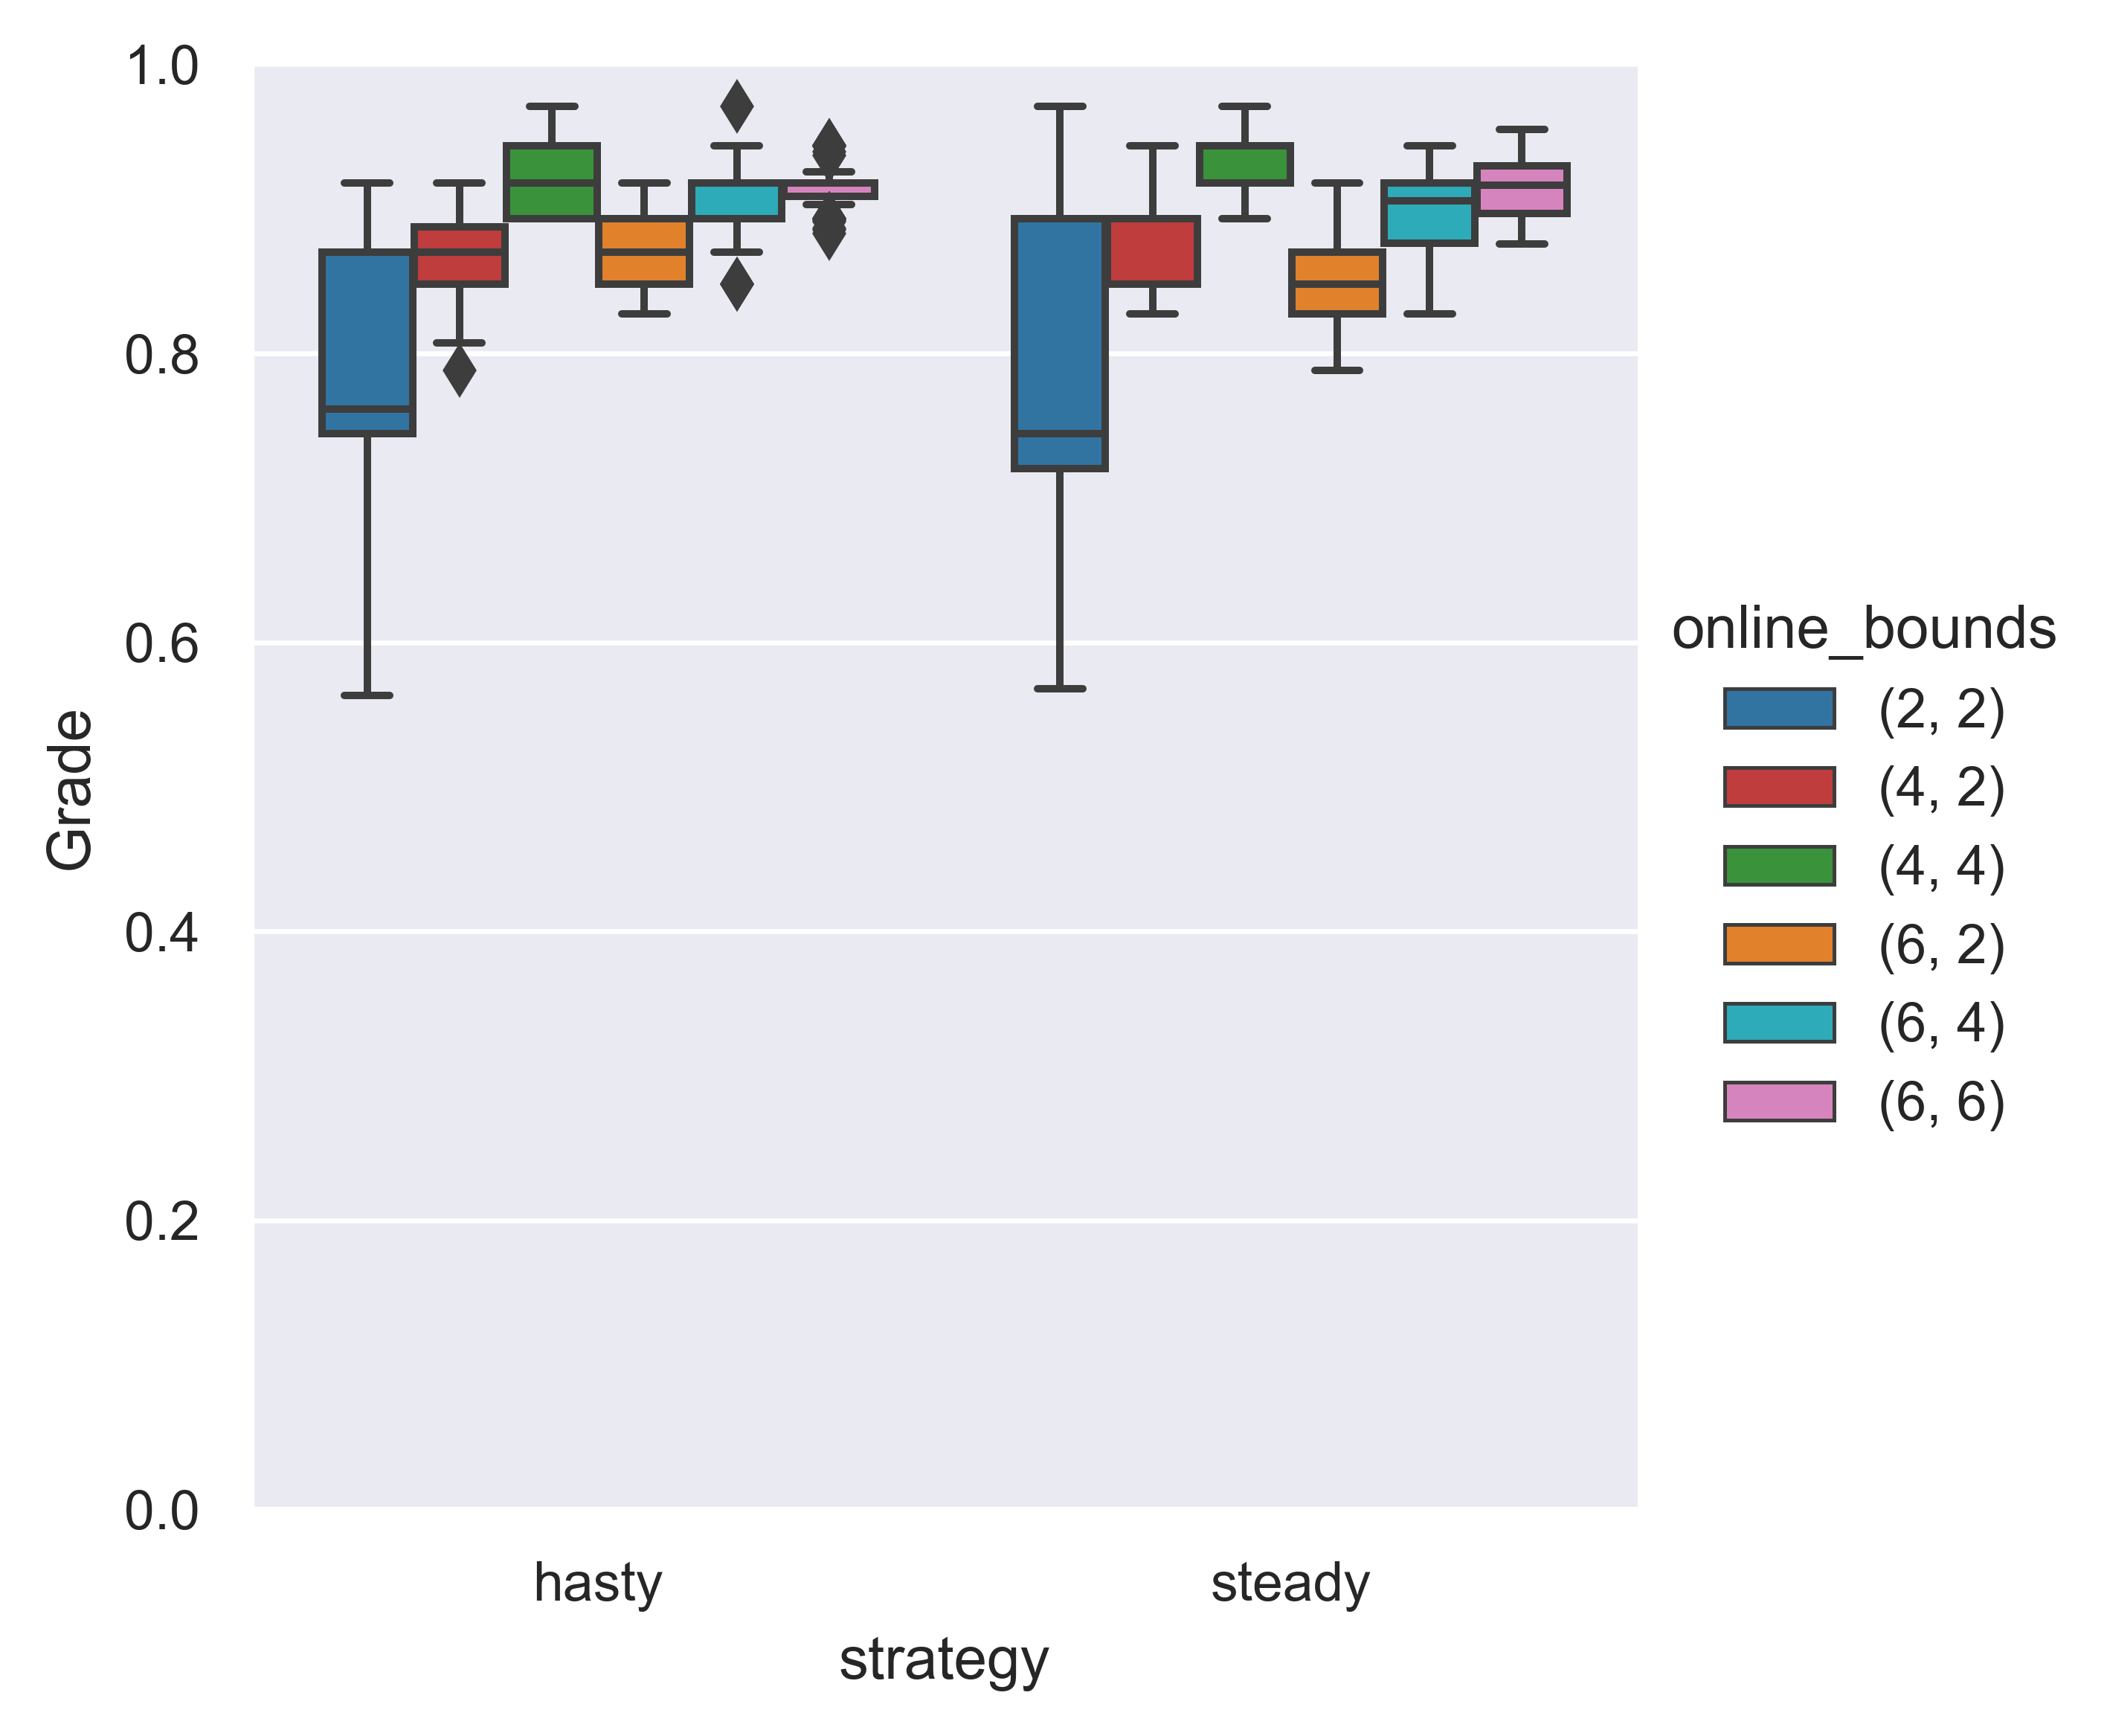 1.0
0.8
0.6
0.4
0.2
0.0
Grade
hasty
steady
strategy
online_bounds
(2, 2)
(4, 2)
(4, 4)
(6, 2)
(6, 4)
(6, 6)